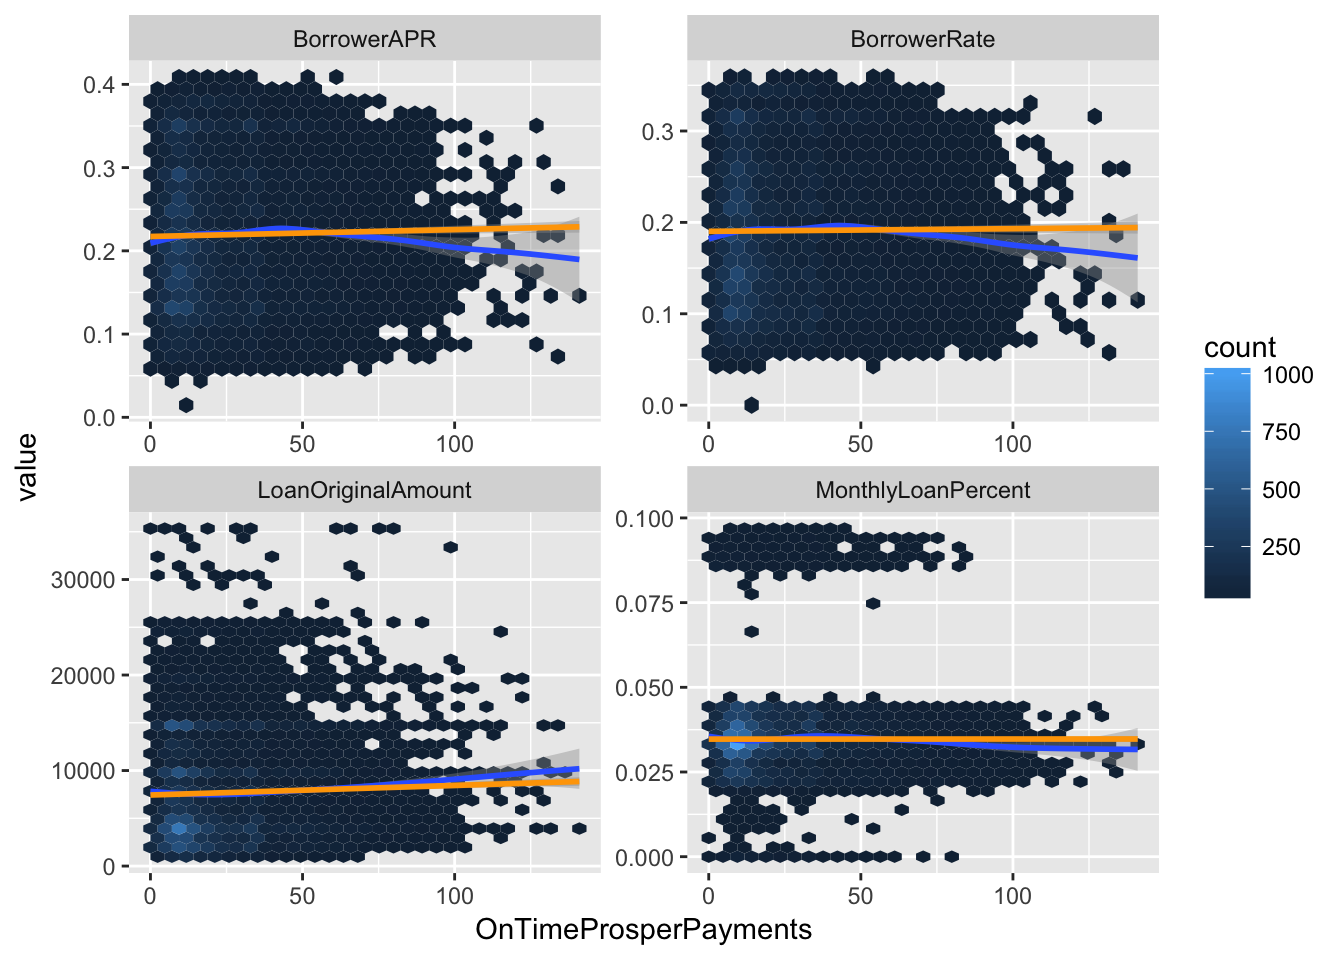 BorrowerAPR
BorrowerRate
0.4
0.3
0.2
0.1
0.0
0.3
0.2
0.1
0.0
0 50 100
0 50 100
LoanOriginalAmount
MonthlyLoanPercent
30000
20000
10000
0
0.100
0.075
0.050
0.025
0.000
0 50 100
0 50 100
OnTimeProsperPayments
value
count
1000
750
500
250